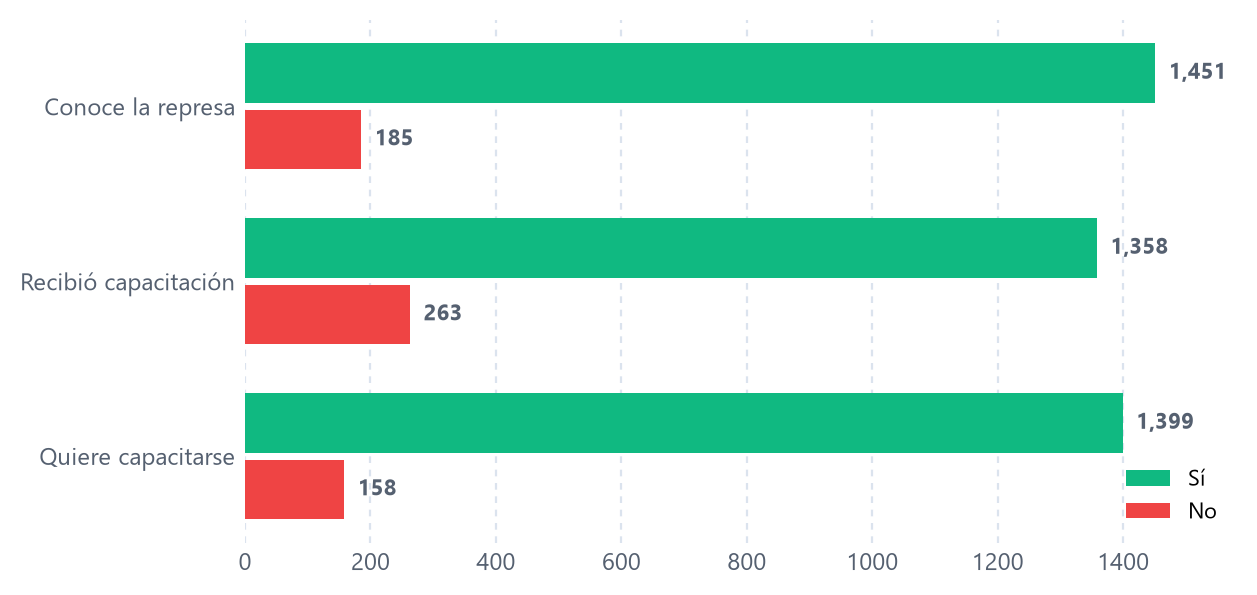 Conoce la represa
1,451
185
Recibió capacitación
1,358
263
Quiere capacitarse
1,399
158
Sí
No
0 200 400 600 800 1000 1200 1400